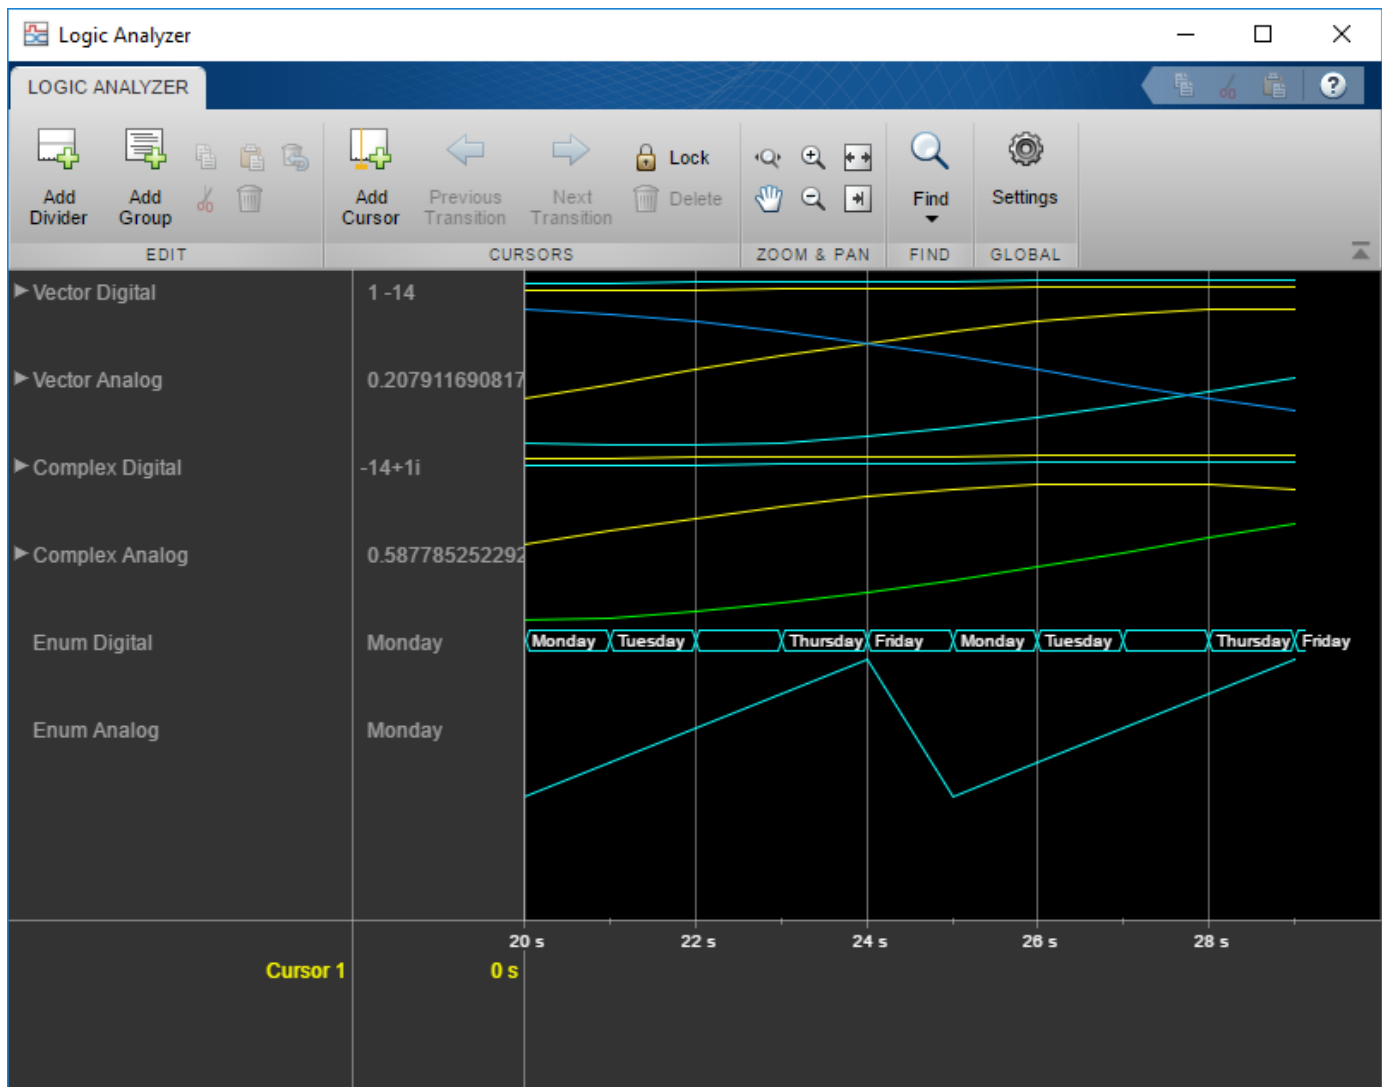 Logic Analyzer
LOGIC ANALYZER
?
Add Divider
Add Group
Add Cursor
Previous Transition
Next Transition
Lock
Delete
Find
Settings
EDIT
CURSORS
ZOOM & PAN
FIND
GLOBAL
Vector Digital 1 -14
Vector Analog 0.207911690817
Complex Digital -14+1i
Complex Analog 0.587785252292
Enum Digital Monday Monday Tuesday Thursday Friday Monday Tuesday Thursday Friday
Enum Analog Monday
20 s 22 s 24 s 26 s 28 s
Cursor 1 0 s